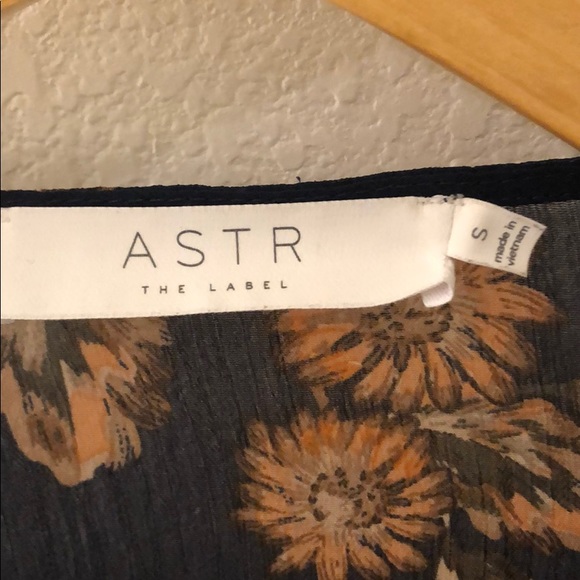 ASTR
THE LABEL
S
made in
vietnam